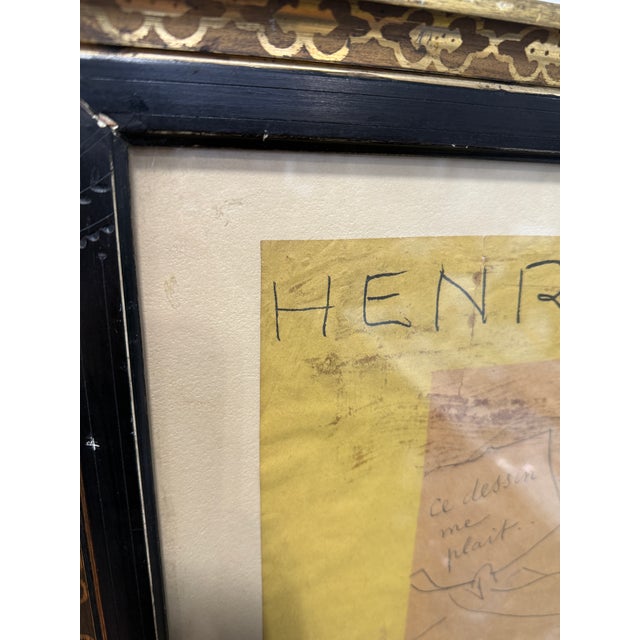 HENR
ce dessin
me
plait..